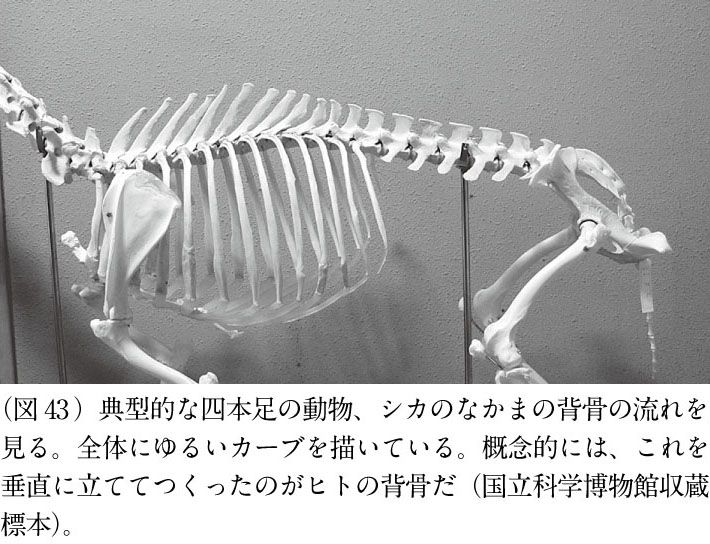 (図43）典型的な四本足の動物、シカのなかまの背骨の流れを
見る。全体にゆるいカーブを描いている。概念的には、これを
垂直に立ててつくったのがヒトの背骨だ（国立科学博物館収蔵
標本）。